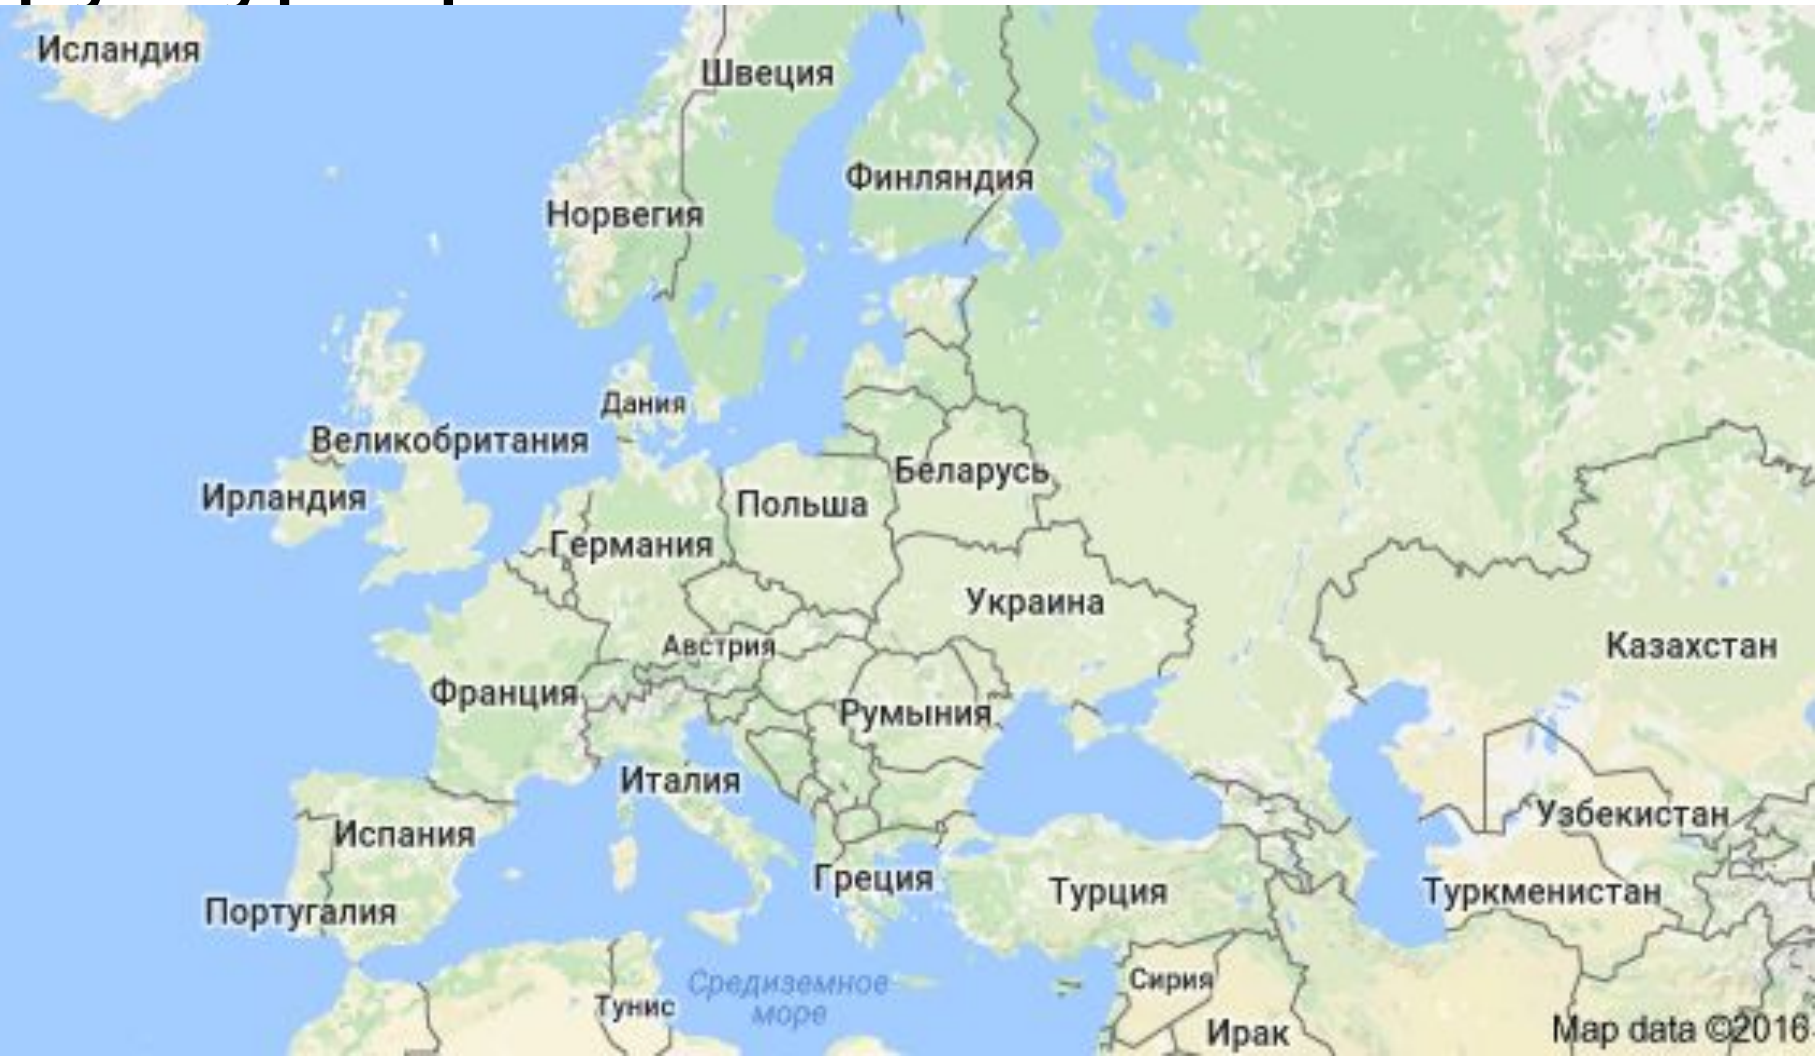 Исландия
Швеция
Финляндия
Норвегия
Дания
Великобритания
Беларусь
Ирландия
Польша
Германия
Украина
Австрия
Казахстан
Франция
Румыния
Италия
Узбекистан
Испания
Греция
Турция
Туркменистан
Португалия
Сирия
Средиземное
море
Тунис
Ирак
Map data ©2016